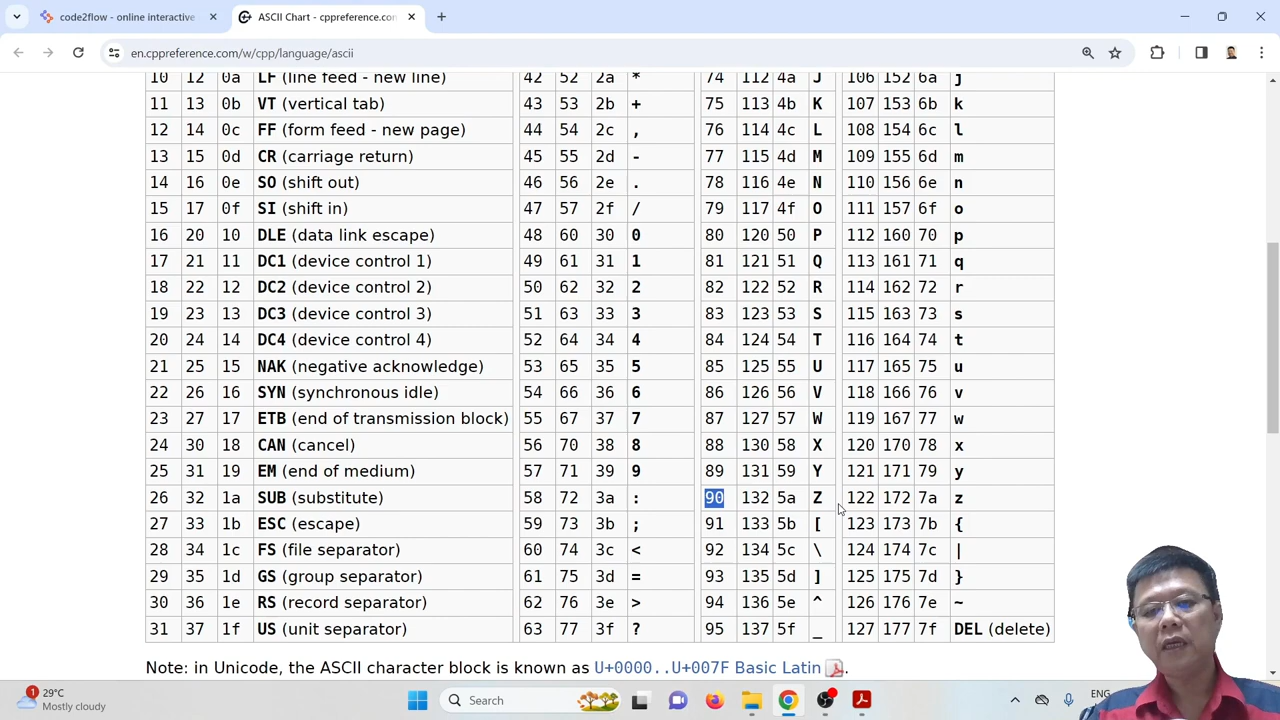 code2flow - online interactive
ASCII Chart - cppreference.con
en.cppreference.com/w/cpp/language/ascii
10 12 0a LF (line feed - new line) 42 52 2a * 74 112 4a J 106 152 6a j
11 13 0b VT (vertical tab) 43 53 2b + 75 113 4b K 107 153 6b k
12 14 0c FF (form feed - new page) 44 54 2c , 76 114 4c L 108 154 6c l
13 15 0d CR (carriage return) 45 55 2d - 77 115 4d M 109 155 6d m
14 16 0e SO (shift out) 46 56 2e . 78 116 4e N 110 156 6e n
15 17 0f SI (shift in) 47 57 2f / 79 117 4f O 111 157 6f o
16 20 10 DLE (data link escape) 48 60 30 0 80 120 50 P 112 160 70 p
17 21 11 DC1 (device control 1) 49 61 31 1 81 121 51 Q 113 161 71 q
18 22 12 DC2 (device control 2) 50 62 32 2 82 122 52 R 114 162 72 r
19 23 13 DC3 (device control 3) 51 63 33 3 83 123 53 S 115 163 73 s
20 24 14 DC4 (device control 4) 52 64 34 4 84 124 54 T 116 164 74 t
21 25 15 NAK (negative acknowledge) 53 65 35 5 85 125 55 U 117 165 75 u
22 26 16 SYN (synchronous idle) 54 66 36 6 86 126 56 V 118 166 76 v
23 27 17 ETB (end of transmission block) 55 67 37 7 87 127 57 W 119 167 77 w
24 30 18 CAN (cancel) 56 70 38 8 88 130 58 X 120 170 78 x
25 31 19 EM (end of medium) 57 71 39 9 89 131 59 Y 121 171 79 y
26 32 1a SUB (substitute) 58 72 3a : 90 132 5a Z 122 172 7a z
27 33 1b ESC (escape) 59 73 3b ; 91 133 5b [ 123 173 7b {
28 34 1c FS (file separator) 60 74 3c < 92 134 5c \ 124 174 7c |
29 35 1d GS (group separator) 61 75 3d = 93 135 5d ] 125 175 7d }
30 36 1e RS (record separator) 62 76 3e > 94 136 5e ^ 126 176 7e ~
31 37 1f US (unit separator) 63 77 3f ? 95 137 5f _ 127 177 7f DEL (delete)
Note: in Unicode, the ASCII character block is known as U+0000..U+007F Basic Latin .
1 29°C
Mostly cloudy
Search
ENG